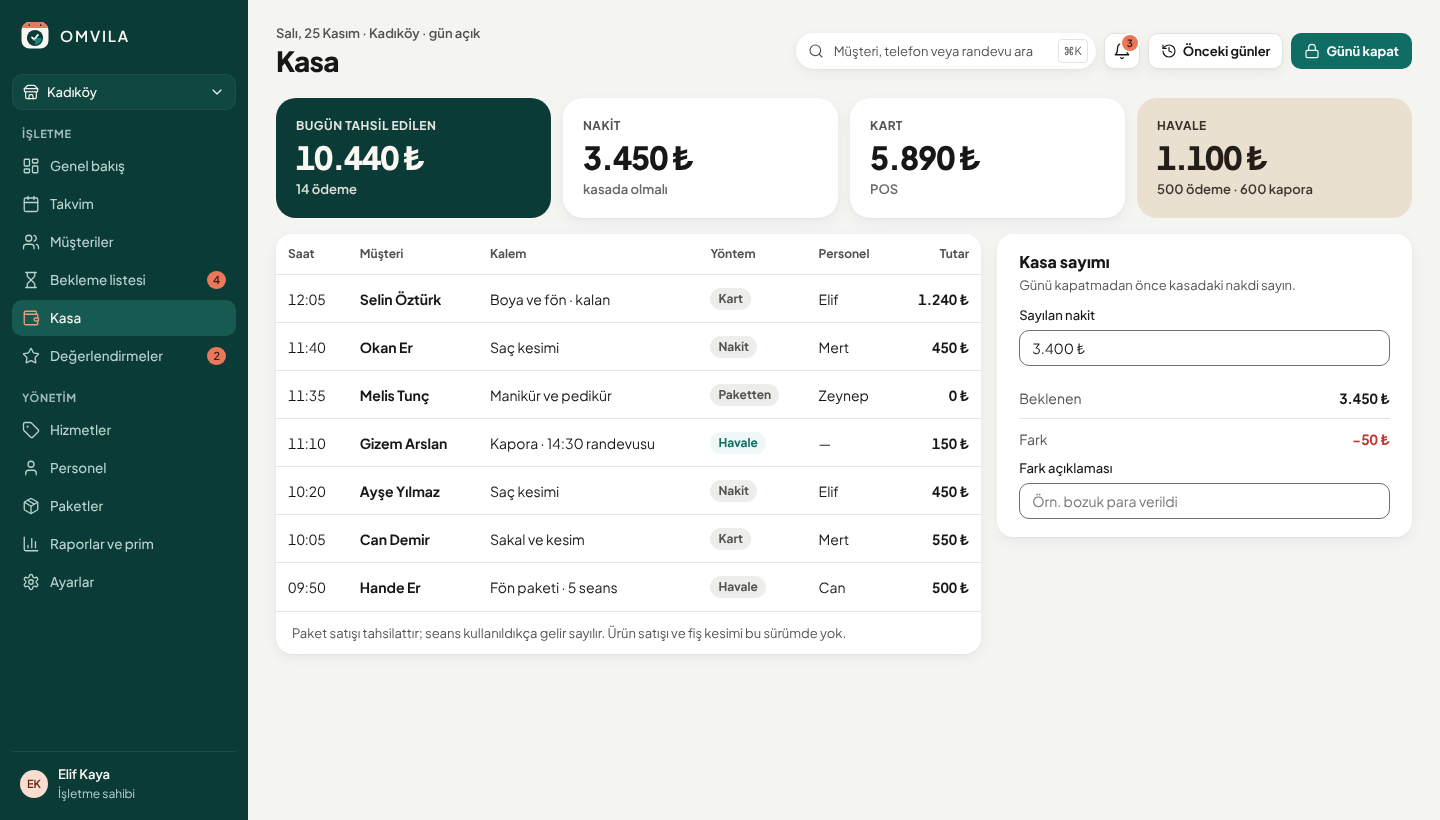 OMVILA
Kadıköy
İŞLETME
Genel bakış
Takvim
Müşteriler
Bekleme listesi 4
Kasa
Değerlendirmeler 2
YÖNETİM
Hizmetler
Personel
Paketler
Raporlar ve prim
Ayarlar
EK Elif Kaya
İşletme sahibi
Salı, 25 Kasım · Kadıköy · gün açık
Kasa
Müşteri, telefon veya randevu ara ⌘K
3
Önceki günler
Günü kapat
BUGÜN TAHSİL EDİLEN
10.440 ₺
14 ödeme
NAKİT
3.450 ₺
kasada olmalı
KART
5.890 ₺
POS
HAVALE
1.100 ₺
500 ödeme · 600 kapora
Saat Müşteri Kalem Yöntem Personel Tutar
12:05 Selin Öztürk Boya ve fön · kalan Kart Elif 1.240 ₺
11:40 Okan Er Saç kesimi Nakit Mert 450 ₺
11:35 Melis Tunç Manikür ve pedikür Paketten Zeynep 0 ₺
11:10 Gizem Arslan Kapora · 14:30 randevusu Havale — 150 ₺
10:20 Ayşe Yılmaz Saç kesimi Nakit Elif 450 ₺
10:05 Can Demir Sakal ve kesim Kart Mert 550 ₺
09:50 Hande Er Fön paketi · 5 seans Havale Can 500 ₺
Paket satışı tahsilattır; seans kullanıldıkça gelir sayılır. Ürün satışı ve fiş kesimi bu sürümde yok.
Kasa sayımı
Günü kapatmadan önce kasadaki nakdi sayın.
Sayılan nakit
3.400 ₺
Beklenen 3.450 ₺
Fark −50 ₺
Fark açıklaması
Örn. bozuk para verildi